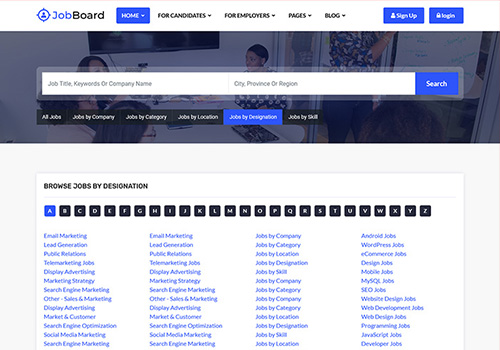 JobBoard HOME FOR CANDIDATES FOR EMPLOYERS PAGES BLOG Sign Up login
Job Title, Keywords Or Company Name City, Province Or Region Search
All Jobs Jobs by Company Jobs by Category Jobs by Location Jobs by Designation Jobs by Skill
BROWSE JOBS BY DESIGNATION
A B C D E F G H I J K L M N O P Q R S T U V W X Y Z
Email Marketing Email Marketing Jobs by Company Android Jobs
Lead Generation Lead Generation Jobs by Category WordPress Jobs
Public Relations Public Relations Jobs by Location eCommerce Jobs
Telemarketing Jobs Telemarketing Jobs Jobs by Designation Design Jobs
Display Advertising Display Advertising Jobs by Skill Mobile Jobs
Marketing Strategy Marketing Strategy Jobs by Company MySQL Jobs
Search Engine Marketing Search Engine Marketing Jobs by Category SEO Jobs
Other - Sales & Marketing Other - Sales & Marketing Jobs by Company Website Design Jobs
Display Advertising Display Advertising Jobs by Category Web Development Jobs
Market & Customer Market & Customer Jobs by Location Web Design Jobs
Search Engine Optimization Search Engine Optimization Jobs by Designation Programming Jobs
Social Media Marketing Social Media Marketing Jobs by Skill JavaScript Jobs
Search Engine Marketing Search Engine Marketing Jobs by Company Developer Jobs